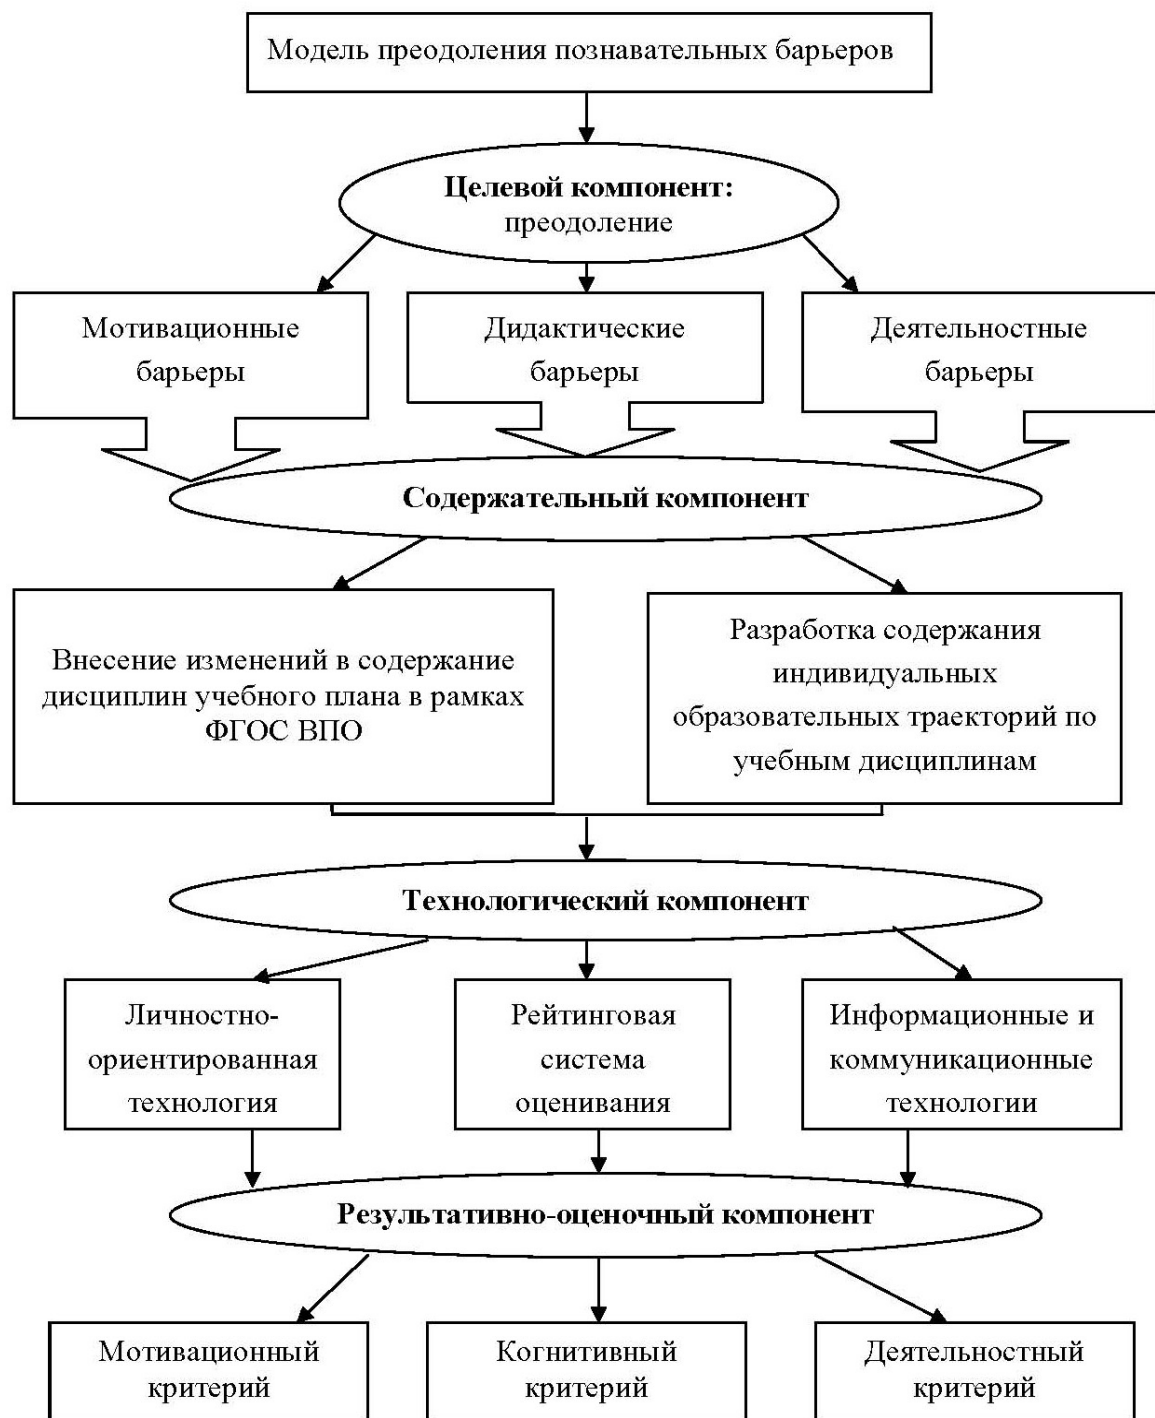 Модель преодоления познавательных барьеров
Целевой компонент:
преодоление
Мотивационные
барьеры
Дидактические
барьеры
Деятельностные
барьеры
Содержательный компонент
Внесение изменений в содержание
дисциплин учебного плана в рамках
ФГОС ВПО
Разработка содержания
индивидуальных
образовательных траекторий по
учебным дисциплинам
Технологический компонент
Личностно-
ориентированная
технология
Рейтинговая
система
оценивания
Информационные и
коммуникационные
технологии
Результативно-оценочный компонент
Мотивационный
критерий
Когнитивный
критерий
Деятельностный
критерий